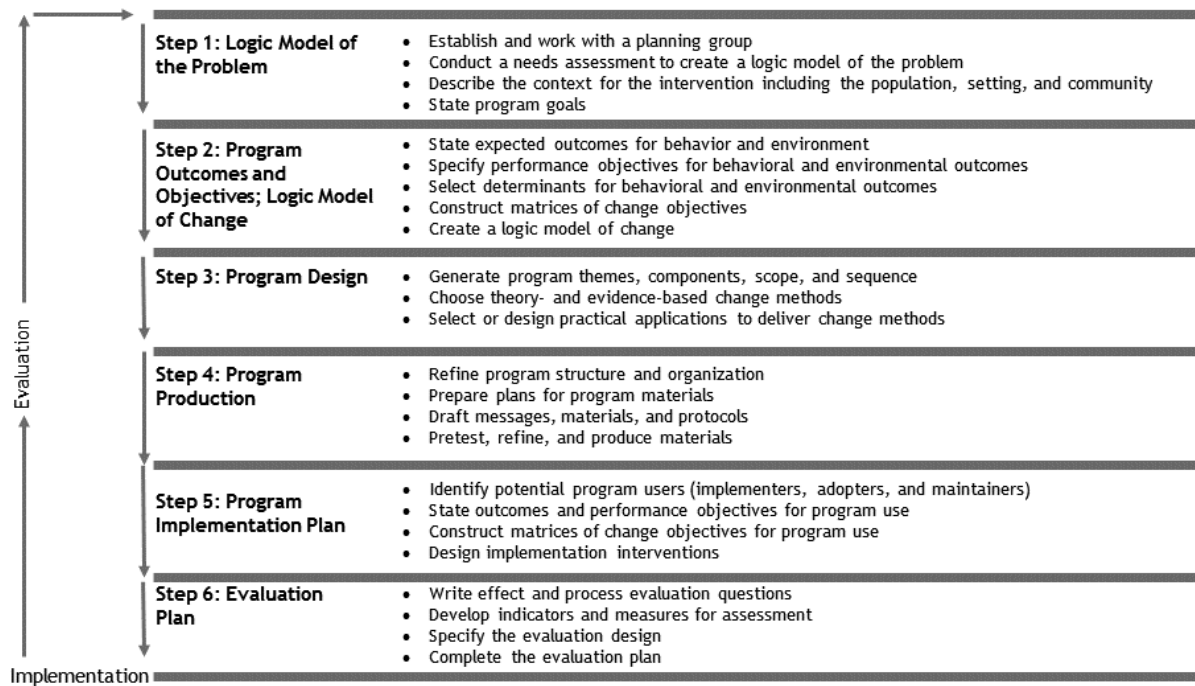 Step 1: Logic Model of
the Problem
• Establish and work with a planning group
• Conduct a needs assessment to create a logic model of the problem
• Describe the context for the intervention including the population, setting, and community
• State program goals
Step 2: Program
Outcomes and
Objectives; Logic Model
of Change
• State expected outcomes for behavior and environment
• Specify performance objectives for behavioral and environmental outcomes
• Select determinants for behavioral and environmental outcomes
• Construct matrices of change objectives
• Create a logic model of change
Step 3: Program Design
• Generate program themes, components, scope, and sequence
• Choose theory- and evidence-based change methods
• Select or design practical applications to deliver change methods
Step 4: Program
Production
• Refine program structure and organization
• Prepare plans for program materials
• Draft messages, materials, and protocols
• Pretest, refine, and produce materials
Step 5: Program
Implementation Plan
• Identify potential program users (implementers, adopters, and maintainers)
• State outcomes and performance objectives for program use
• Construct matrices of change objectives for program use
• Design implementation interventions
Step 6: Evaluation
Plan
• Write effect and process evaluation questions
• Develop indicators and measures for assessment
• Specify the evaluation design
• Complete the evaluation plan
Evaluation
Implementation